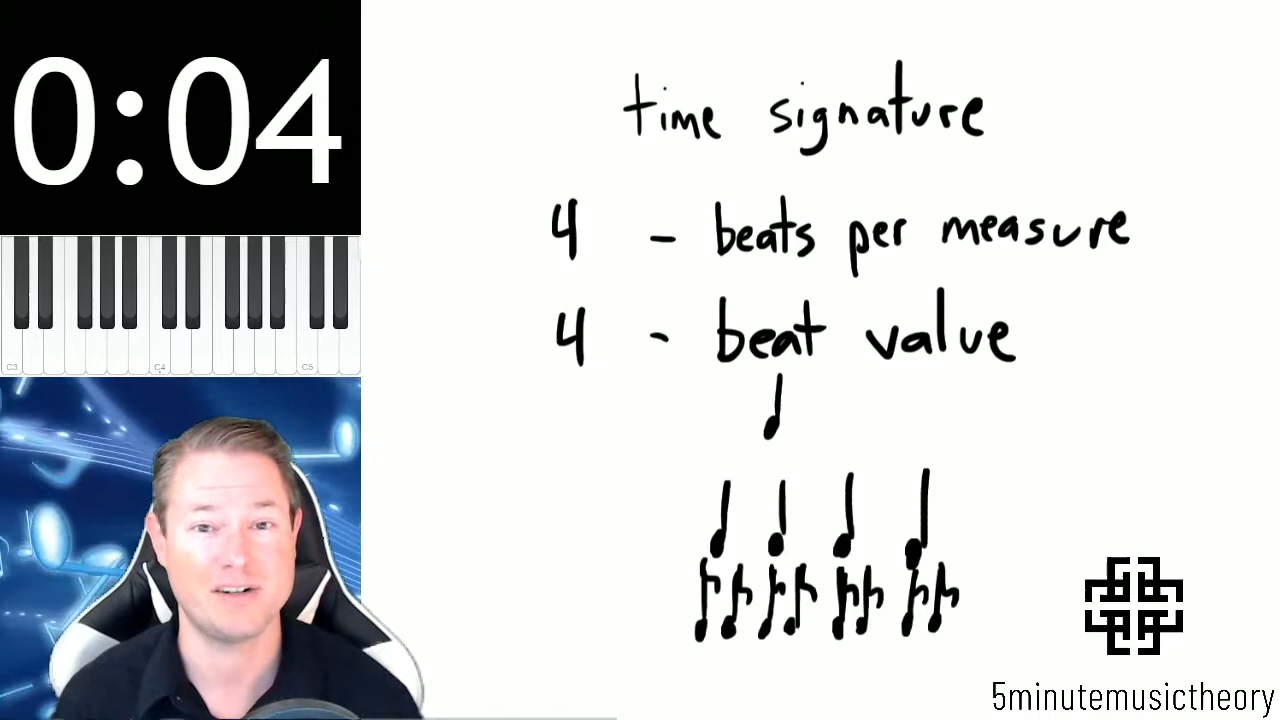 0:04
time signature
4 - beats per measure
4 - beat value
C3 C4 C5
5minutemusictheory